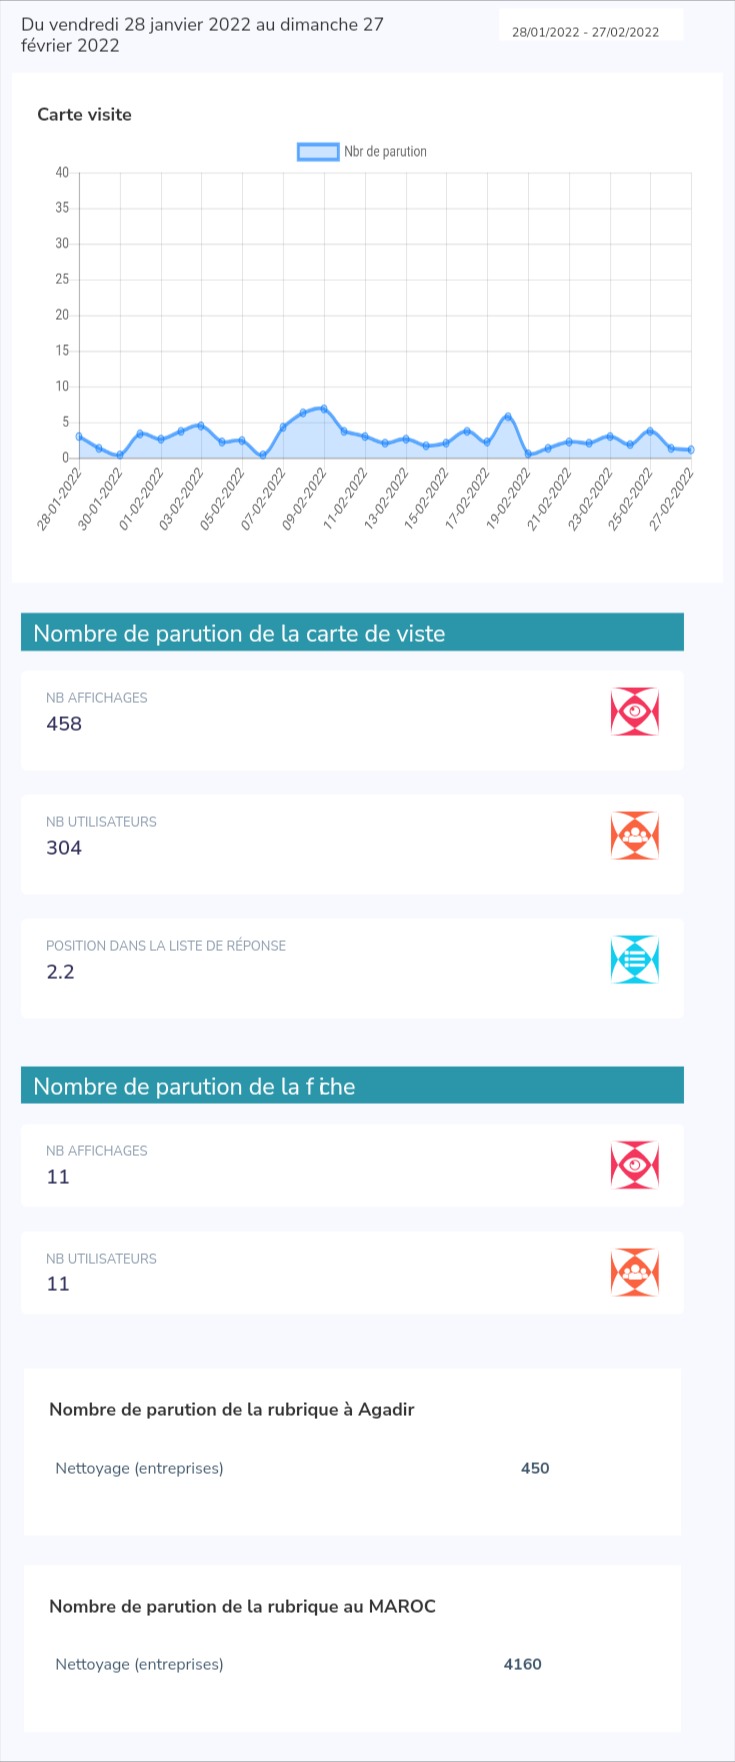 Du vendredi 28 janvier 2022 au dimanche 27
février 2022
28/01/2022 - 27/02/2022
Carte visite
Nbr de parution
40
35
30
25
20
15
10
5
0
28-01-2022
30-01-2022
01-02-2022
03-02-2022
05-02-2022
07-02-2022
09-02-2022
11-02-2022
13-02-2022
15-02-2022
17-02-2022
19-02-2022
21-02-2022
23-02-2022
25-02-2022
27-02-2022
Nombre de parution de la carte de viste
NB AFFICHAGES
458
NB UTILISATEURS
304
POSITION DANS LA LISTE DE RÉPONSE
2.2
Nombre de parution de la fiche
NB AFFICHAGES
11
NB UTILISATEURS
11
Nombre de parution de la rubrique à Agadir
Nettoyage (entreprises) 450
Nombre de parution de la rubrique au MAROC
Nettoyage (entreprises) 4160